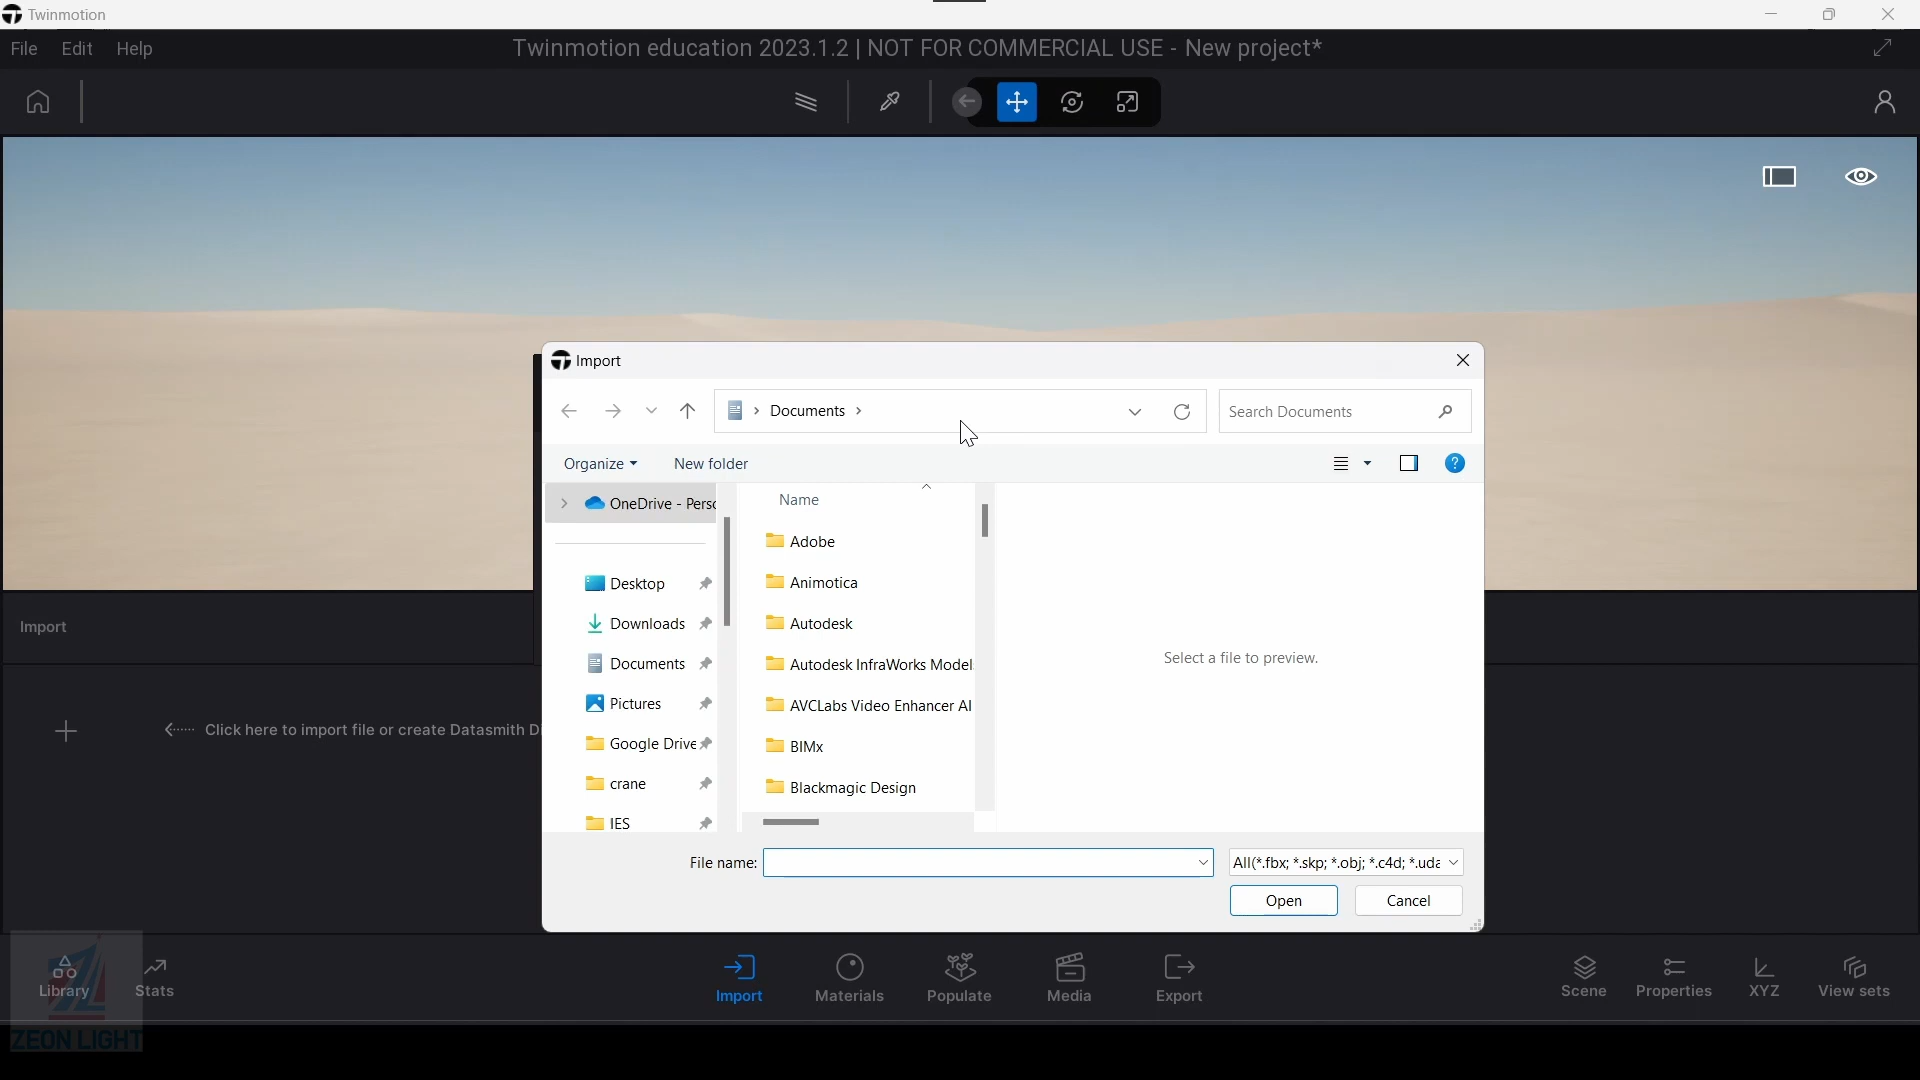 Twinmotion
File Edit Help
Twinmotion education 2023.1.2 | NOT FOR COMMERCIAL USE - New project*
Import
Documents
Search Documents
Organize
New folder
OneDrive - Perso
Name
Adobe
Desktop
Animotica
Downloads
Autodesk
Import
Documents
Autodesk InfraWorks Model
Select a file to preview.
Pictures
AVCLabs Video Enhancer AI
Click here to import file or create Datasmith Di
Google Drive
BIMx
crane
Blackmagic Design
IES
File name:
All(*.fbx; *.skp; *.obj; *.c4d; *.uda
Open
Cancel
Library
Stats
Import
Materials
Populate
Media
Export
Scene
Properties
XYZ
View sets
ZEON LIGHT